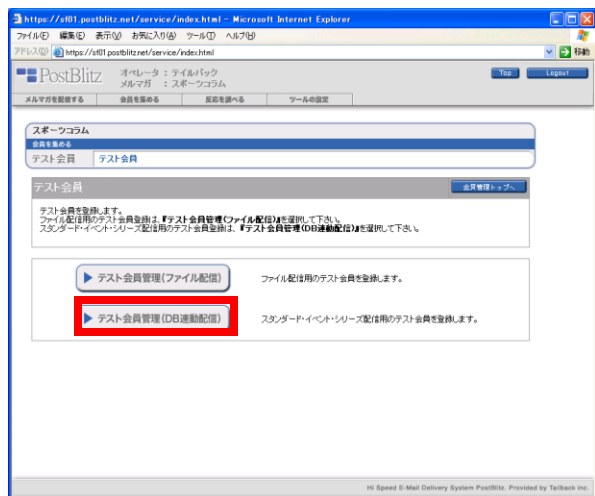 https://sf01.postblitz.net/service/index.html - Microsoft Internet Explorer
ファイル(F) 編集(E) 表示(V) お気に入り(A) ツール(T) ヘルプ(H)
アドレス(D) https://sf01.postblitz.net/service/index.html 移動
PostBlitz オペレータ : テイルバック Top Logout
メルマガ : スポーツコラム
メルマガを配信する 会員を集める 反応を調べる ツールの設定
スポーツコラム
会員を集める
テスト会員 テスト会員
テスト会員 会員管理トップへ
テスト会員を登録します。
ファイル配信用のテスト会員登録は、『テスト会員管理(ファイル配信)』を選択して下さい。
スタンダード・イベント・シリーズ配信用のテスト会員登録は、『テスト会員管理(DB連動配信)』を選択して下さい。
テスト会員管理(ファイル配信) ファイル配信用のテスト会員を登録します。
テスト会員管理(DB連動配信) スタンダード・イベント・シリーズ配信用のテスト会員を登録します。
Hi Speed E-Mail Delivery System PostBlitz. Provided by Tailback inc.